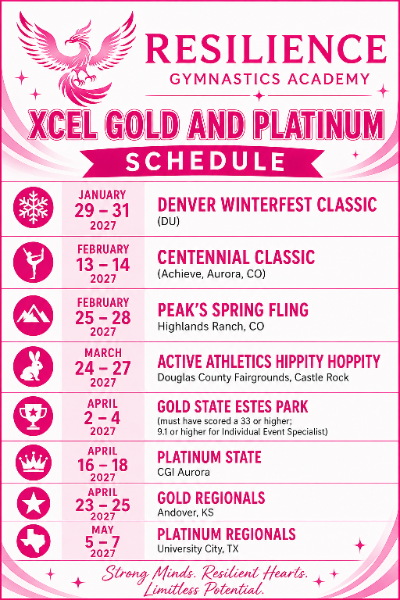 RESILIENCE
GYMNASTICS ACADEMY
XCEL GOLD AND PLATINUM
SCHEDULE
JANUARY
29 – 31
2027
DENVER WINTERFEST CLASSIC
(DU)
FEBRUARY
13 – 14
2027
CENTENNIAL CLASSIC
(Achieve, Aurora, CO)
FEBRUARY
25 – 28
2027
PEAK'S SPRING FLING
Highlands Ranch, CO
MARCH
24 – 27
2027
ACTIVE ATHLETICS HIPPITY HOPPITY
Douglas County Fairgrounds, Castle Rock
APRIL
2 – 4
2027
GOLD STATE ESTES PARK
(must have scored a 33 or higher;
9.1 or higher for Individual Event Specialist)
APRIL
16 – 18
2027
PLATINUM STATE
CGI Aurora
APRIL
23 – 25
2027
GOLD REGIONALS
Andover, KS
MAY
5 – 7
2027
PLATINUM REGIONALS
University City, TX
Strong Minds. Resilient Hearts.
Limitless Potential.